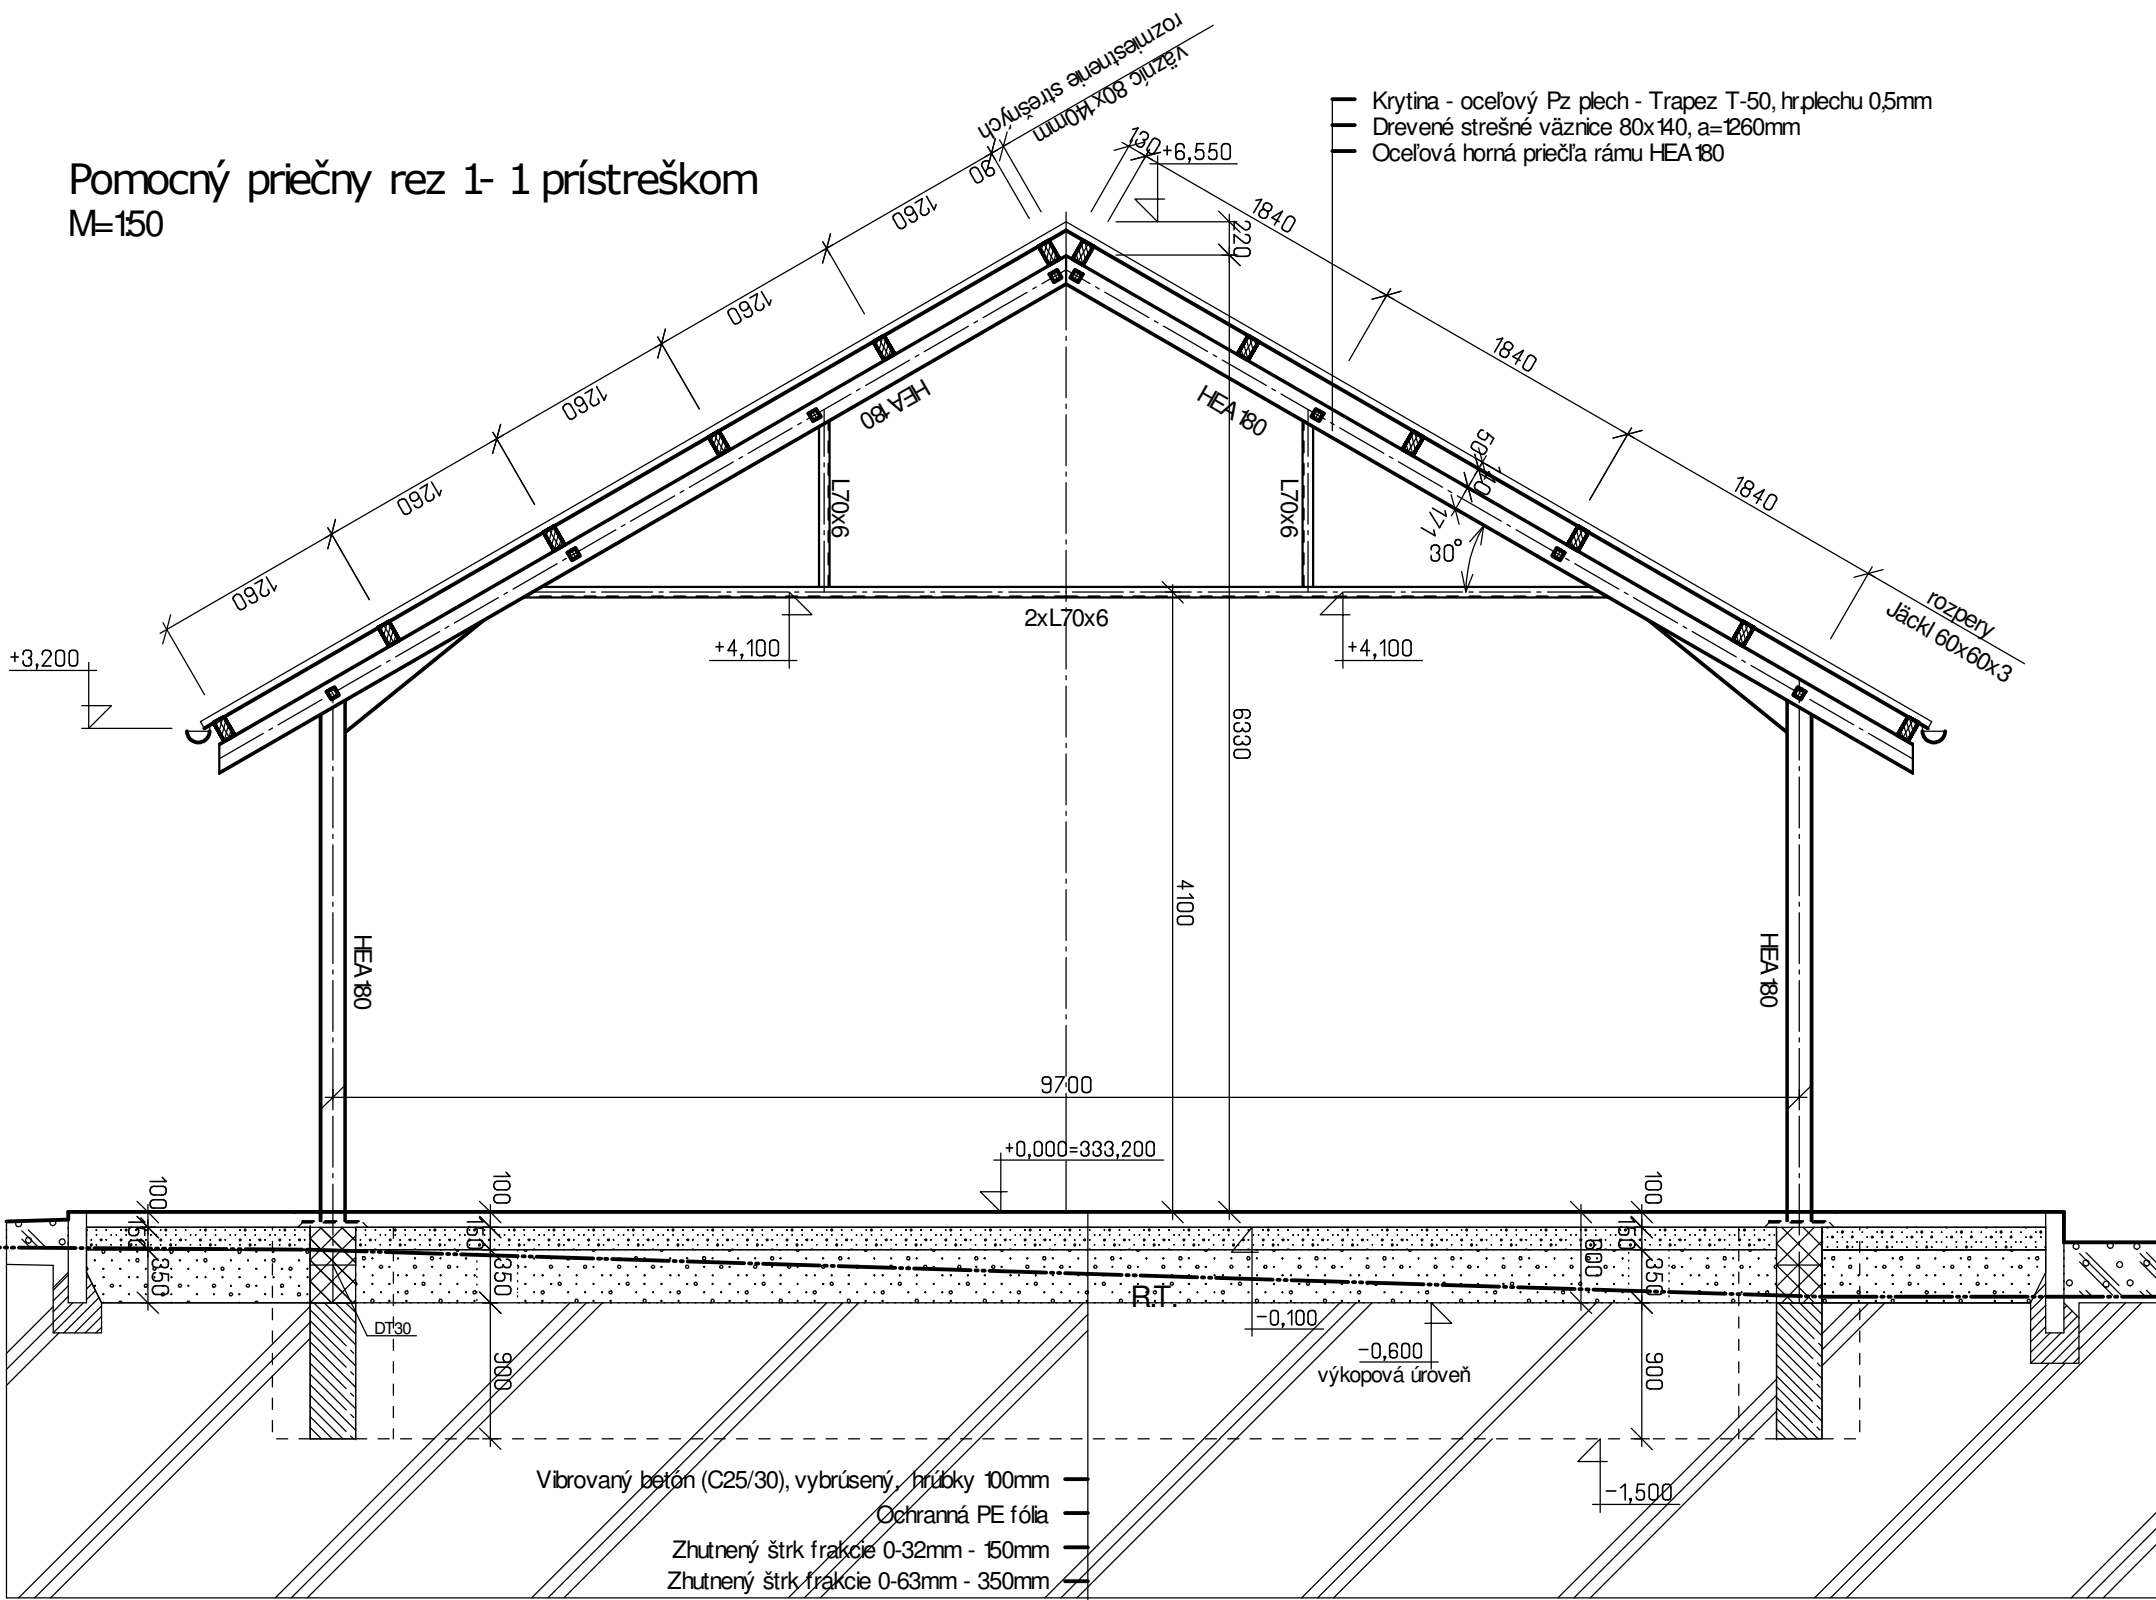 Pomocný priečny rez 1- 1 prístreškom
M=1:50
rozmiestnenie strešných
väzníc 80x140mm
Krytina - oceľový Pz plech - Trapez T-50, hr.plechu 0,5mm
Drevené strešné väznice 80x140, a=1260mm
Oceľová horná priečľa rámu HEA 180
90
130
+6,550
220
1260
1260
1260
1260
1260
1840
1840
1840
HEA 180
HEA 180
L70x6
L70x6
50
140
171
30°
rozpery
Jäckl 60x60x3
2xL70x6
+4,100
+4,100
+3,200
6330
4100
HEA 180
HEA 180
9700
+0,000=333,200
100
150
350
100
150
350
900
100
150
350
900
600
DT30
R.T.
-0,100
-0,600
výkopová úroveň
-1,500
Vibrovaný betón (C25/30), vybrúsený, hrúbky 100mm
Ochranná PE fólia
Zhutnený štrk frakcie 0-32mm - 150mm
Zhutnený štrk frakcie 0-63mm - 350mm